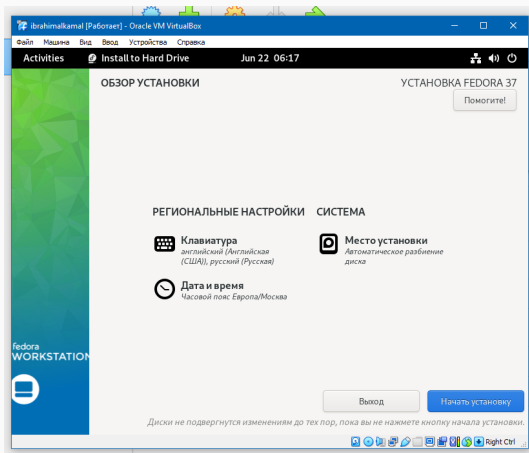 ibrahimalkamal [Работает] - Oracle VM VirtualBox
Файл Машина Вид Ввод Устройства Справка
Activities Install to Hard Drive Jun 22 06:17
ОБЗОР УСТАНОВКИ
УСТАНОВКА FEDORA 37
Помогите!
РЕГИОНАЛЬНЫЕ НАСТРОЙКИ
СИСТЕМА
Клавиатура
английский (Английская
(США)), русский (Русская)
Место установки
Автоматическое разбиение
диска
Дата и время
Часовой пояс Европа/Москва
fedora
WORKSTATION
Выход
Начать установку
Диски не подвергнутся изменениям до тех пор, пока вы не нажмете кнопку начала установки.
Right Ctrl